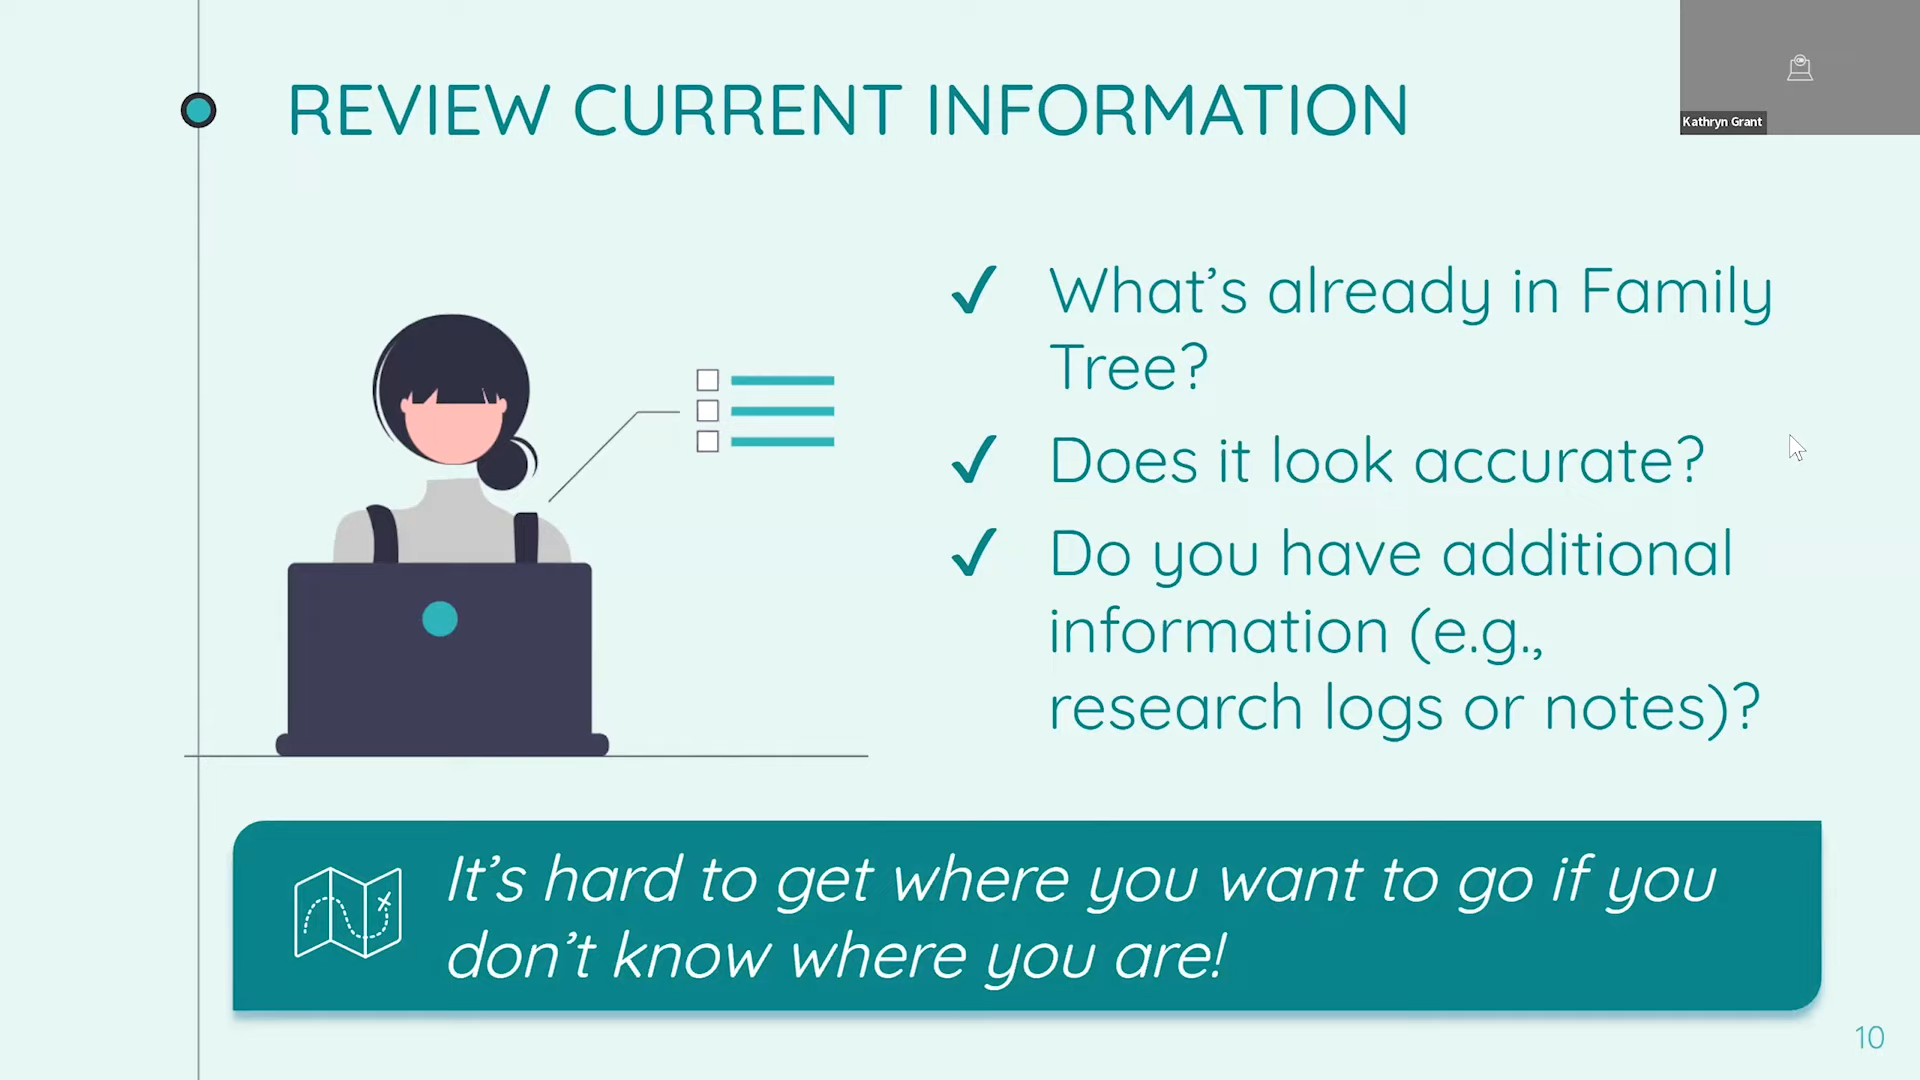 REVIEW CURRENT INFORMATION
Kathryn Grant
✓ What’s already in Family
Tree?
✓ Does it look accurate?
✓ Do you have additional
information (e.g.,
research logs or notes)?
It’s hard to get where you want to go if you
don’t know where you are!
10